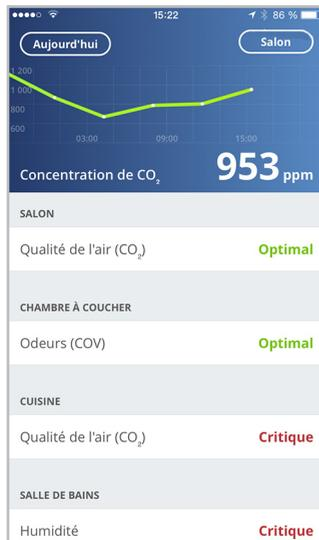 15:22 86 %
Aujourd'hui Salon
1 200
1 000
800
600
03:00 09:00 15:00
Concentration de CO₂ 953 ppm
SALON
Qualité de l'air (CO₂) Optimal
CHAMBRE À COUCHER
Odeurs (COV) Optimal
CUISINE
Qualité de l'air (CO₂) Critique
SALLE DE BAINS
Humidité Critique